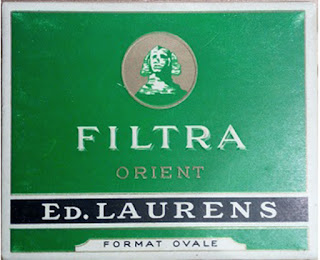 FILTRA
ORIENT
ED. LAURENS
FORMAT OVALE